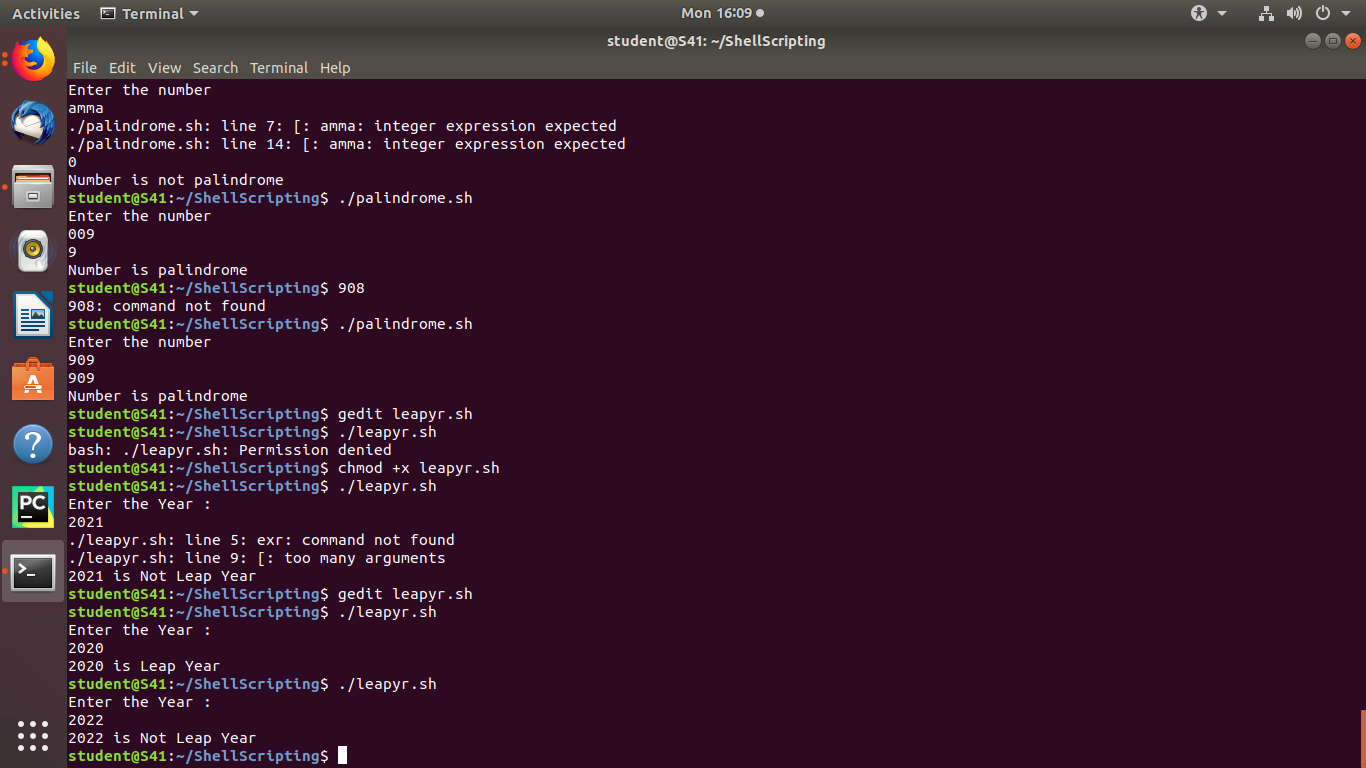 Activities Terminal Mon 16:09
student@S41: ~/ShellScripting
File Edit View Search Terminal Help
Enter the number
amma
./palindrome.sh: line 7: [: amma: integer expression expected
./palindrome.sh: line 14: [: amma: integer expression expected
0
Number is not palindrome
student@S41:~/ShellScripting$ ./palindrome.sh
Enter the number
009
9
Number is palindrome
student@S41:~/ShellScripting$ 908
908: command not found
student@S41:~/ShellScripting$ ./palindrome.sh
Enter the number
909
909
Number is palindrome
student@S41:~/ShellScripting$ gedit leapyr.sh
student@S41:~/ShellScripting$ ./leapyr.sh
bash: ./leapyr.sh: Permission denied
student@S41:~/ShellScripting$ chmod +x leapyr.sh
student@S41:~/ShellScripting$ ./leapyr.sh
Enter the Year :
2021
./leapyr.sh: line 5: exr: command not found
./leapyr.sh: line 9: [: too many arguments
2021 is Not Leap Year
student@S41:~/ShellScripting$ gedit leapyr.sh
student@S41:~/ShellScripting$ ./leapyr.sh
Enter the Year :
2020
2020 is Leap Year
student@S41:~/ShellScripting$ ./leapyr.sh
Enter the Year :
2022
2022 is Not Leap Year
student@S41:~/ShellScripting$
A
?
PC
>_